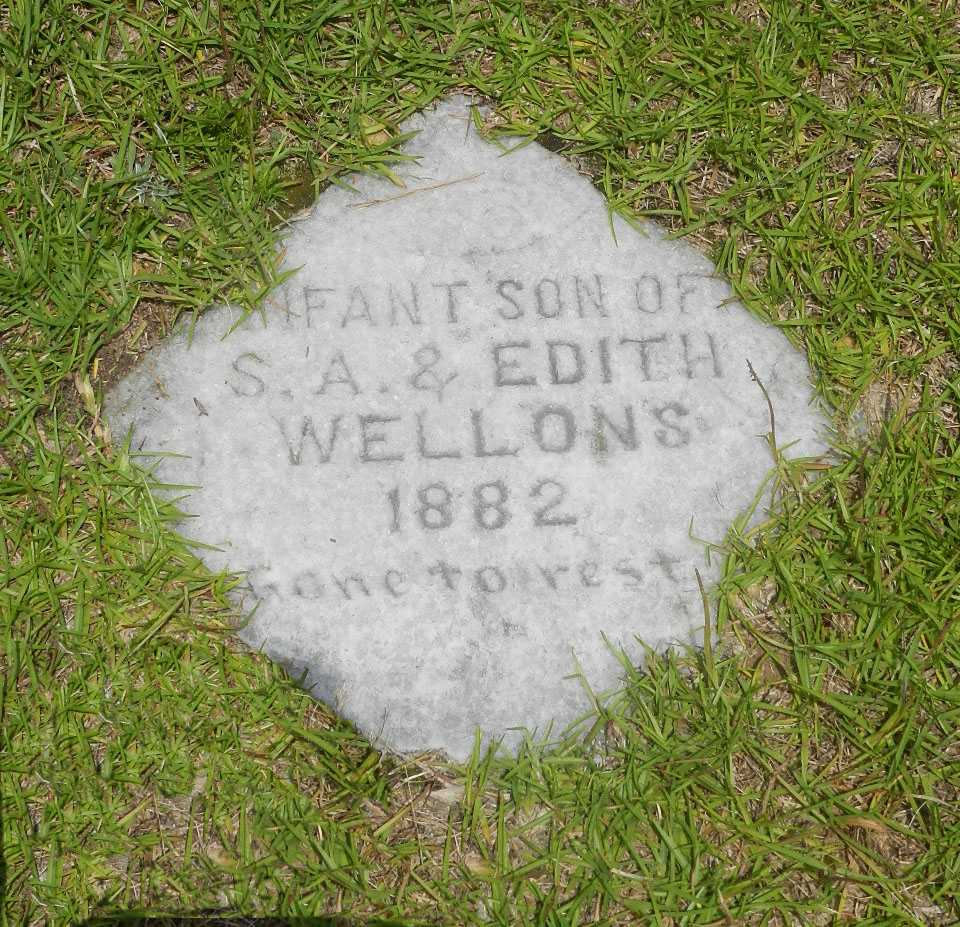 INFANT SON OF
S. A. & EDITH
WELLONS
1882
Gone to rest